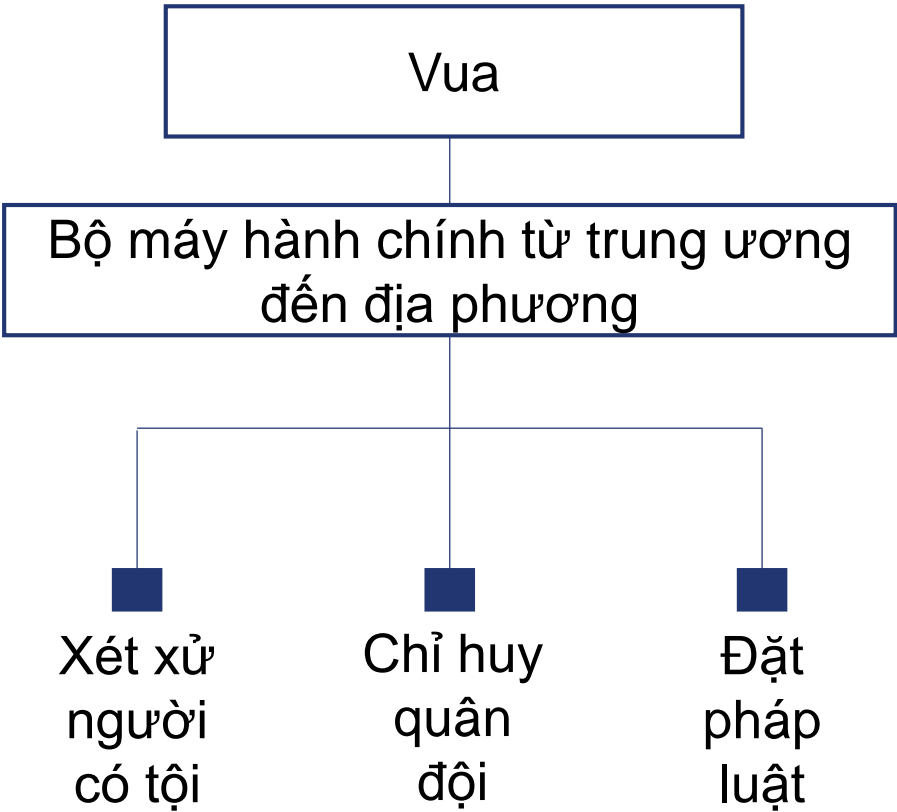 Vua
Bộ máy hành chính từ trung ương
đến địa phương
Xét xử
người
có tội
Chỉ huy
quân
đội
Đặt
pháp
luật